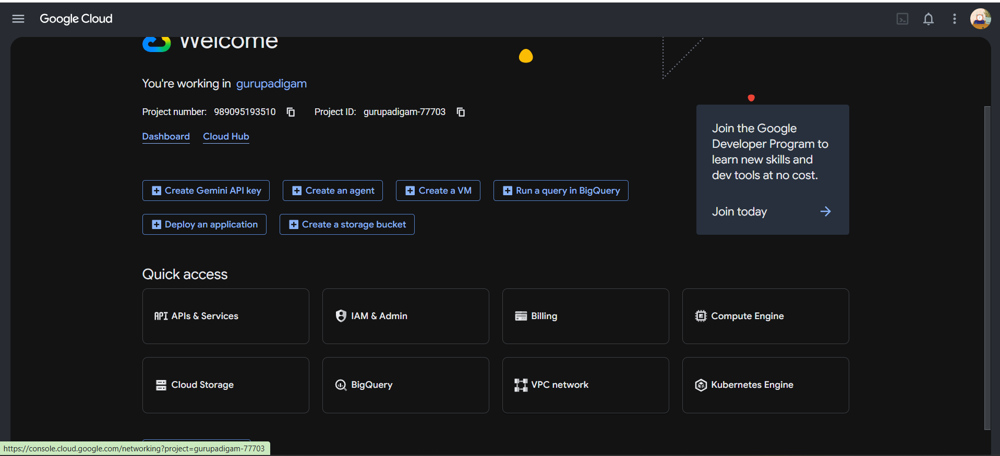 Google Cloud
Welcome
You're working in gurupadigam
Project number: 989095193510 Project ID: gurupadigam-77703
Dashboard Cloud Hub
Create Gemini API key Create an agent Create a VM Run a query in BigQuery
Deploy an application Create a storage bucket
Join the Google
Developer Program to
learn new skills and
dev tools at no cost.
Join today
Quick access
API APIs & Services IAM & Admin Billing Compute Engine
Cloud Storage BigQuery VPC network Kubernetes Engine
https://console.cloud.google.com/networking?project=gurupadigam-77703